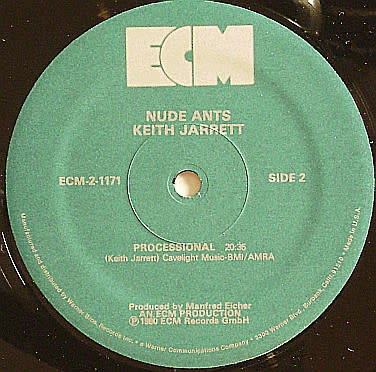 ECM
NUDE ANTS
KEITH JARRETT
ECM-2-1171
SIDE 2
PROCESSIONAL 20:35
(Keith Jarrett) Cavelight Music-BMI/AMRA
Produced by Manfred Eicher
AN ECM PRODUCTION
Ⓟ 1980 ECM Records GmbH
Manufactured and distributed by Warner Bros. Records Inc. • a Warner Communications Company • 3300 Warner Blvd., Burbank, Calif. 91510 • Made in U.S.A.